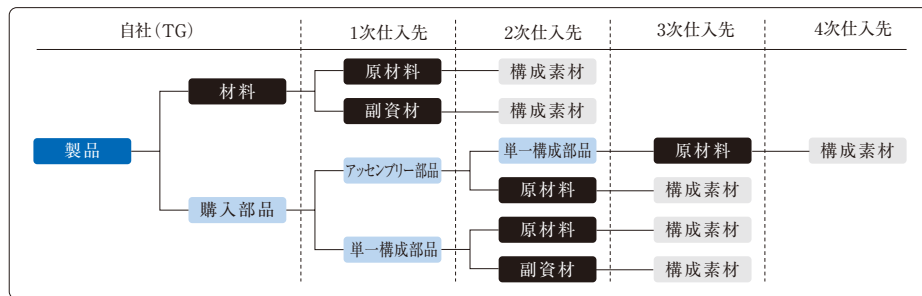 自社（TG） 1次仕入先 2次仕入先 3次仕入先 4次仕入先
原材料 構成素材
材料
副資材 構成素材
製品 アッセンブリー部品 単一構成部品 原材料 構成素材
原材料 構成素材
購入部品
原材料 構成素材
単一構成部品
副資材 構成素材